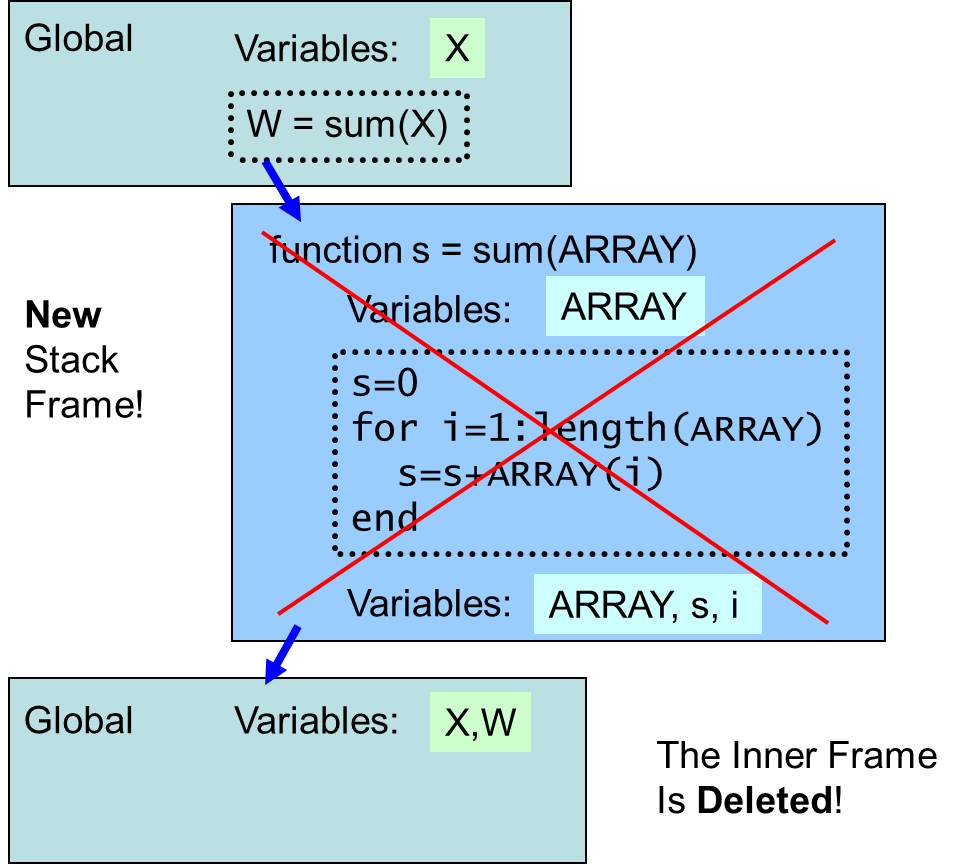 Global Variables: X
W = sum(X)
function s = sum(ARRAY)
Variables: ARRAY
New
Stack
Frame!
s=0
for i=1:length(ARRAY)
s=s+ARRAY(i)
end
Variables: ARRAY, s, i
Global Variables: X,W
The Inner Frame
Is Deleted!